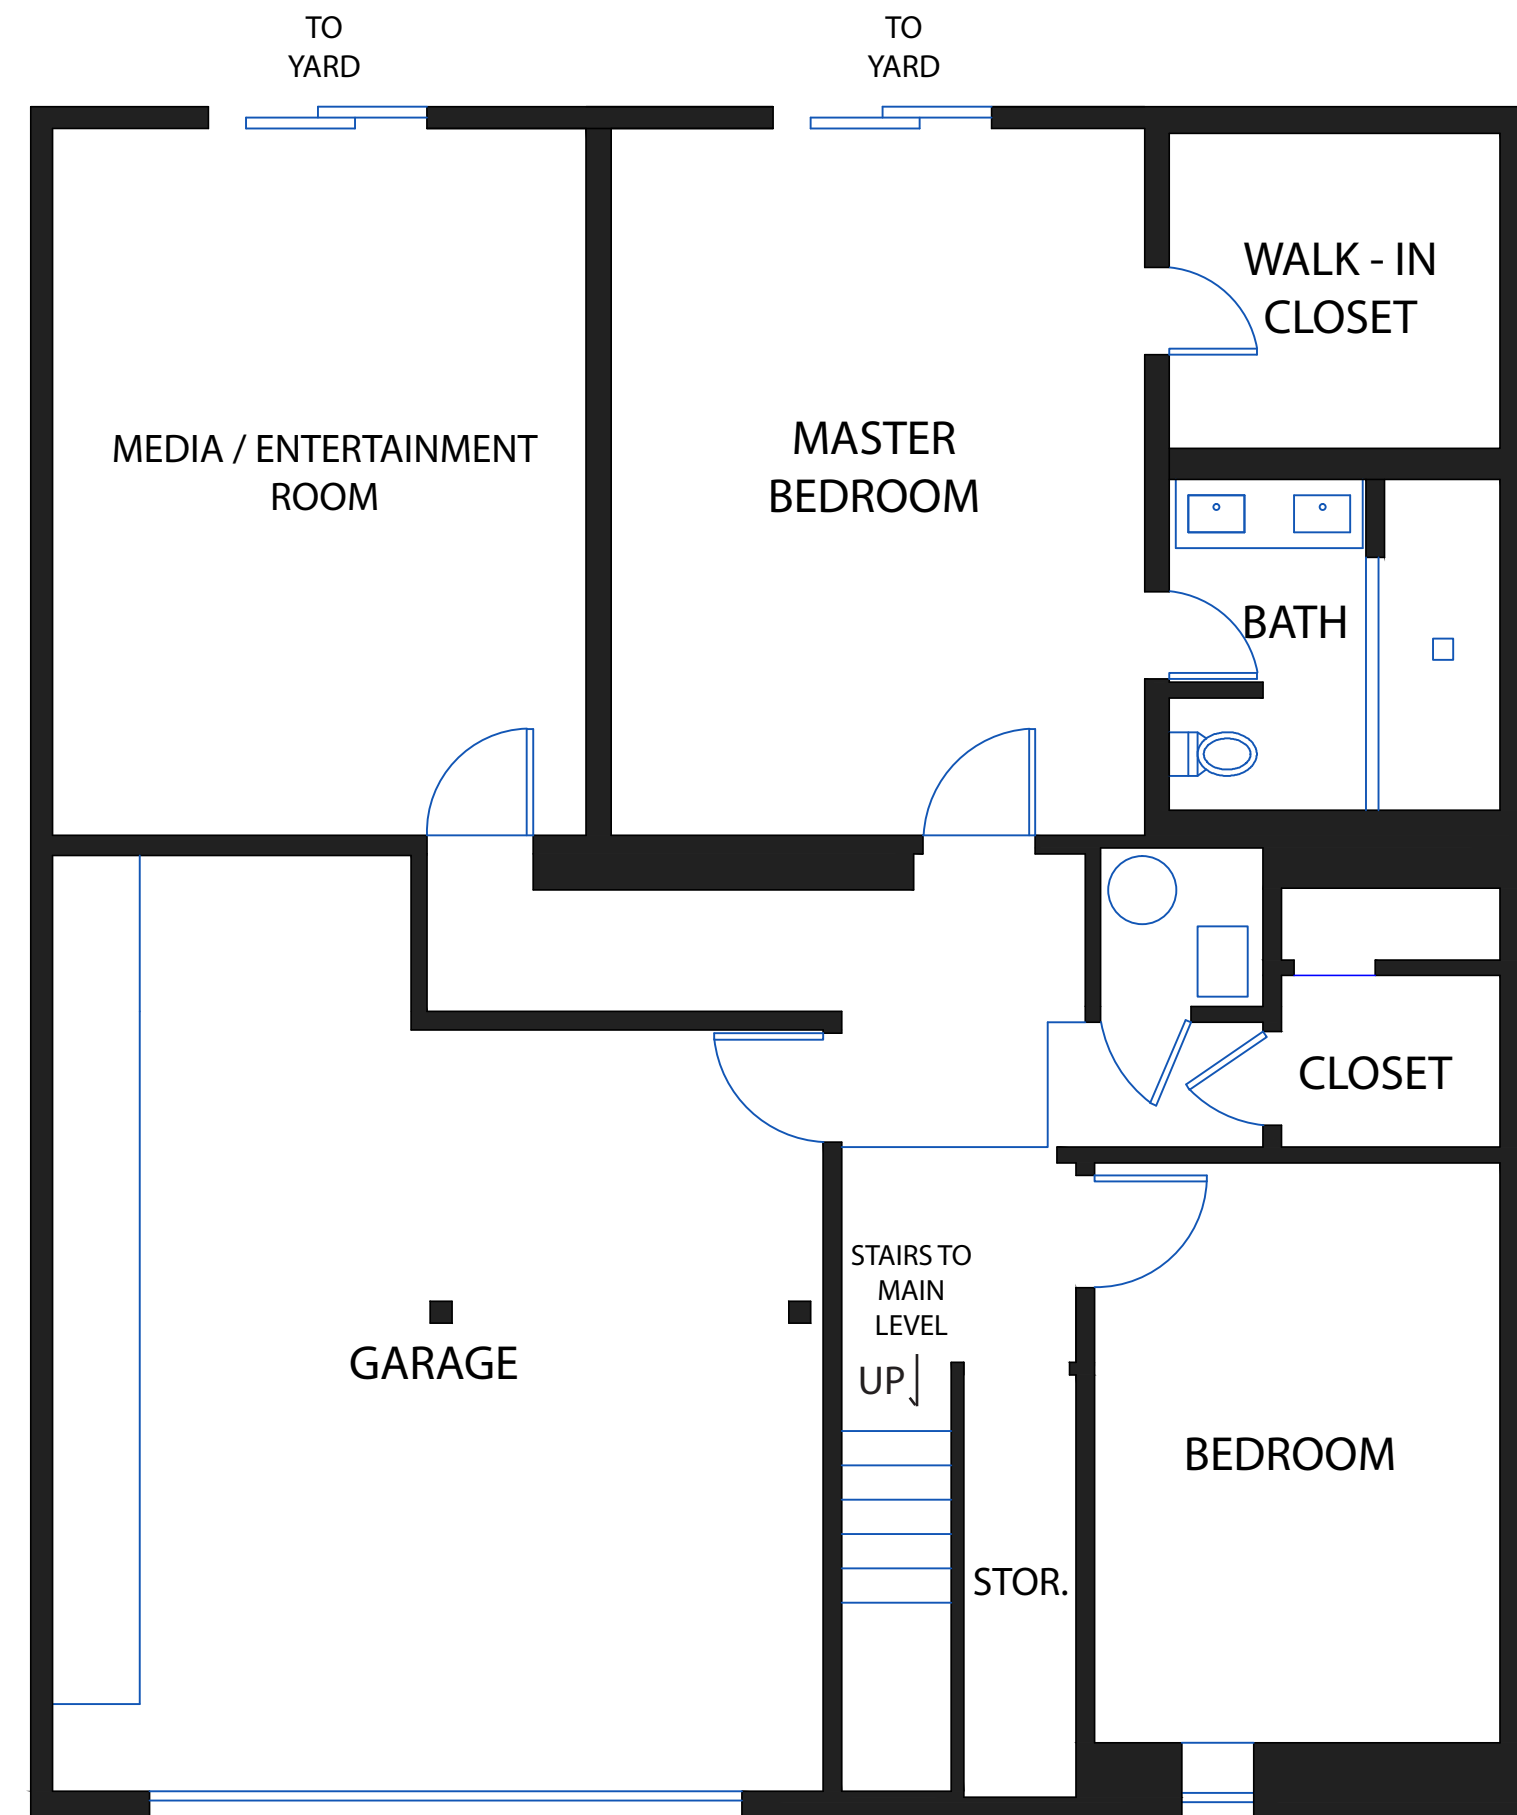 TO
YARD
TO
YARD
WALK - IN
CLOSET
MEDIA / ENTERTAINMENT
ROOM
MASTER
BEDROOM
BATH
CLOSET
STAIRS TO
MAIN
LEVEL
UP
GARAGE
BEDROOM
STOR.